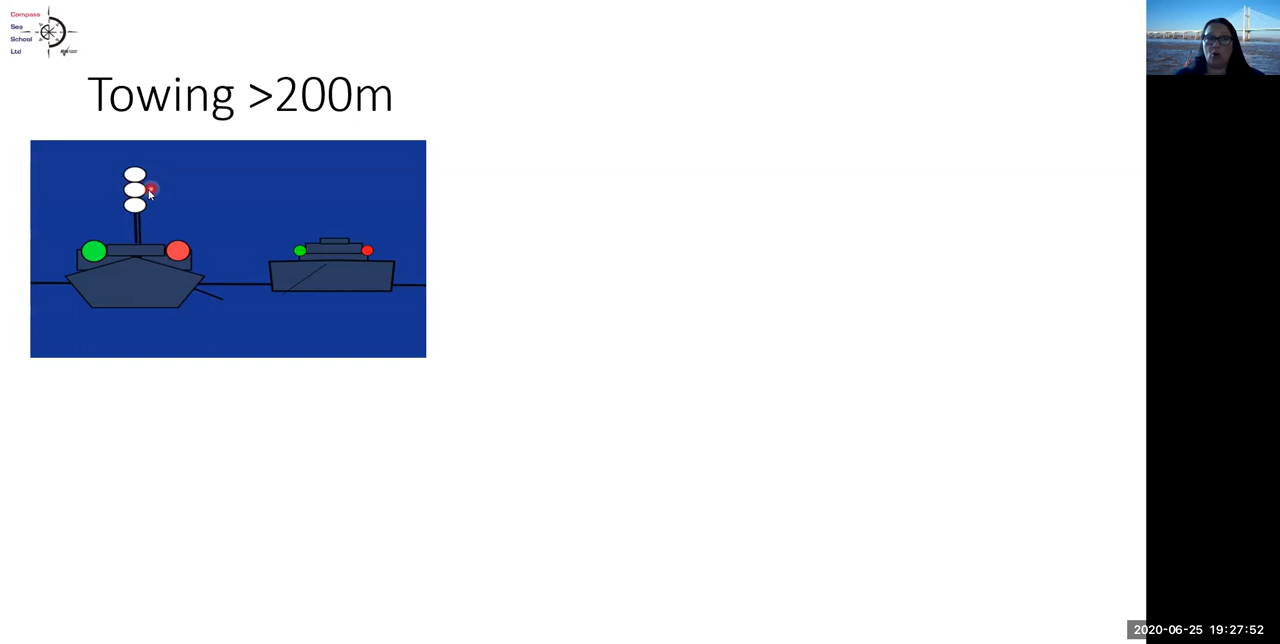 Compass
Sea
School
Ltd
Towing >200m
2020-06-25 19:27:52